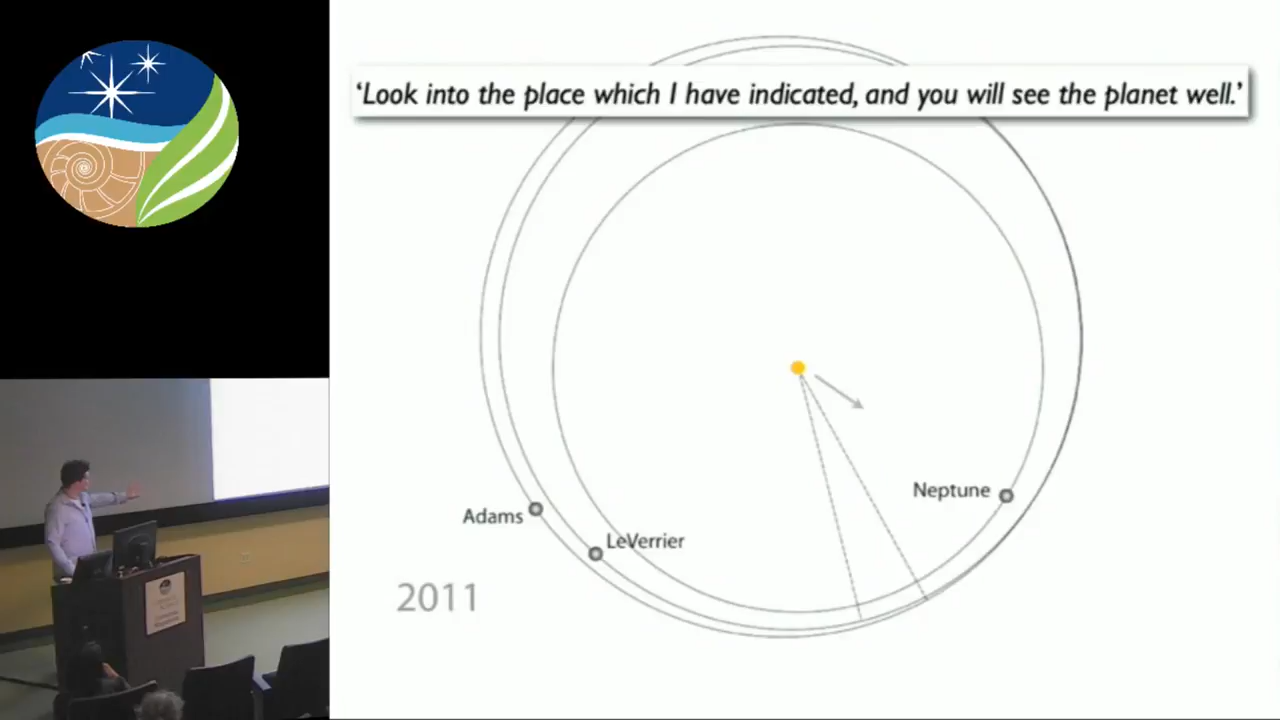 ‘Look into the place which I have indicated, and you will see the planet well.’
Neptune
Adams
LeVerrier
2011